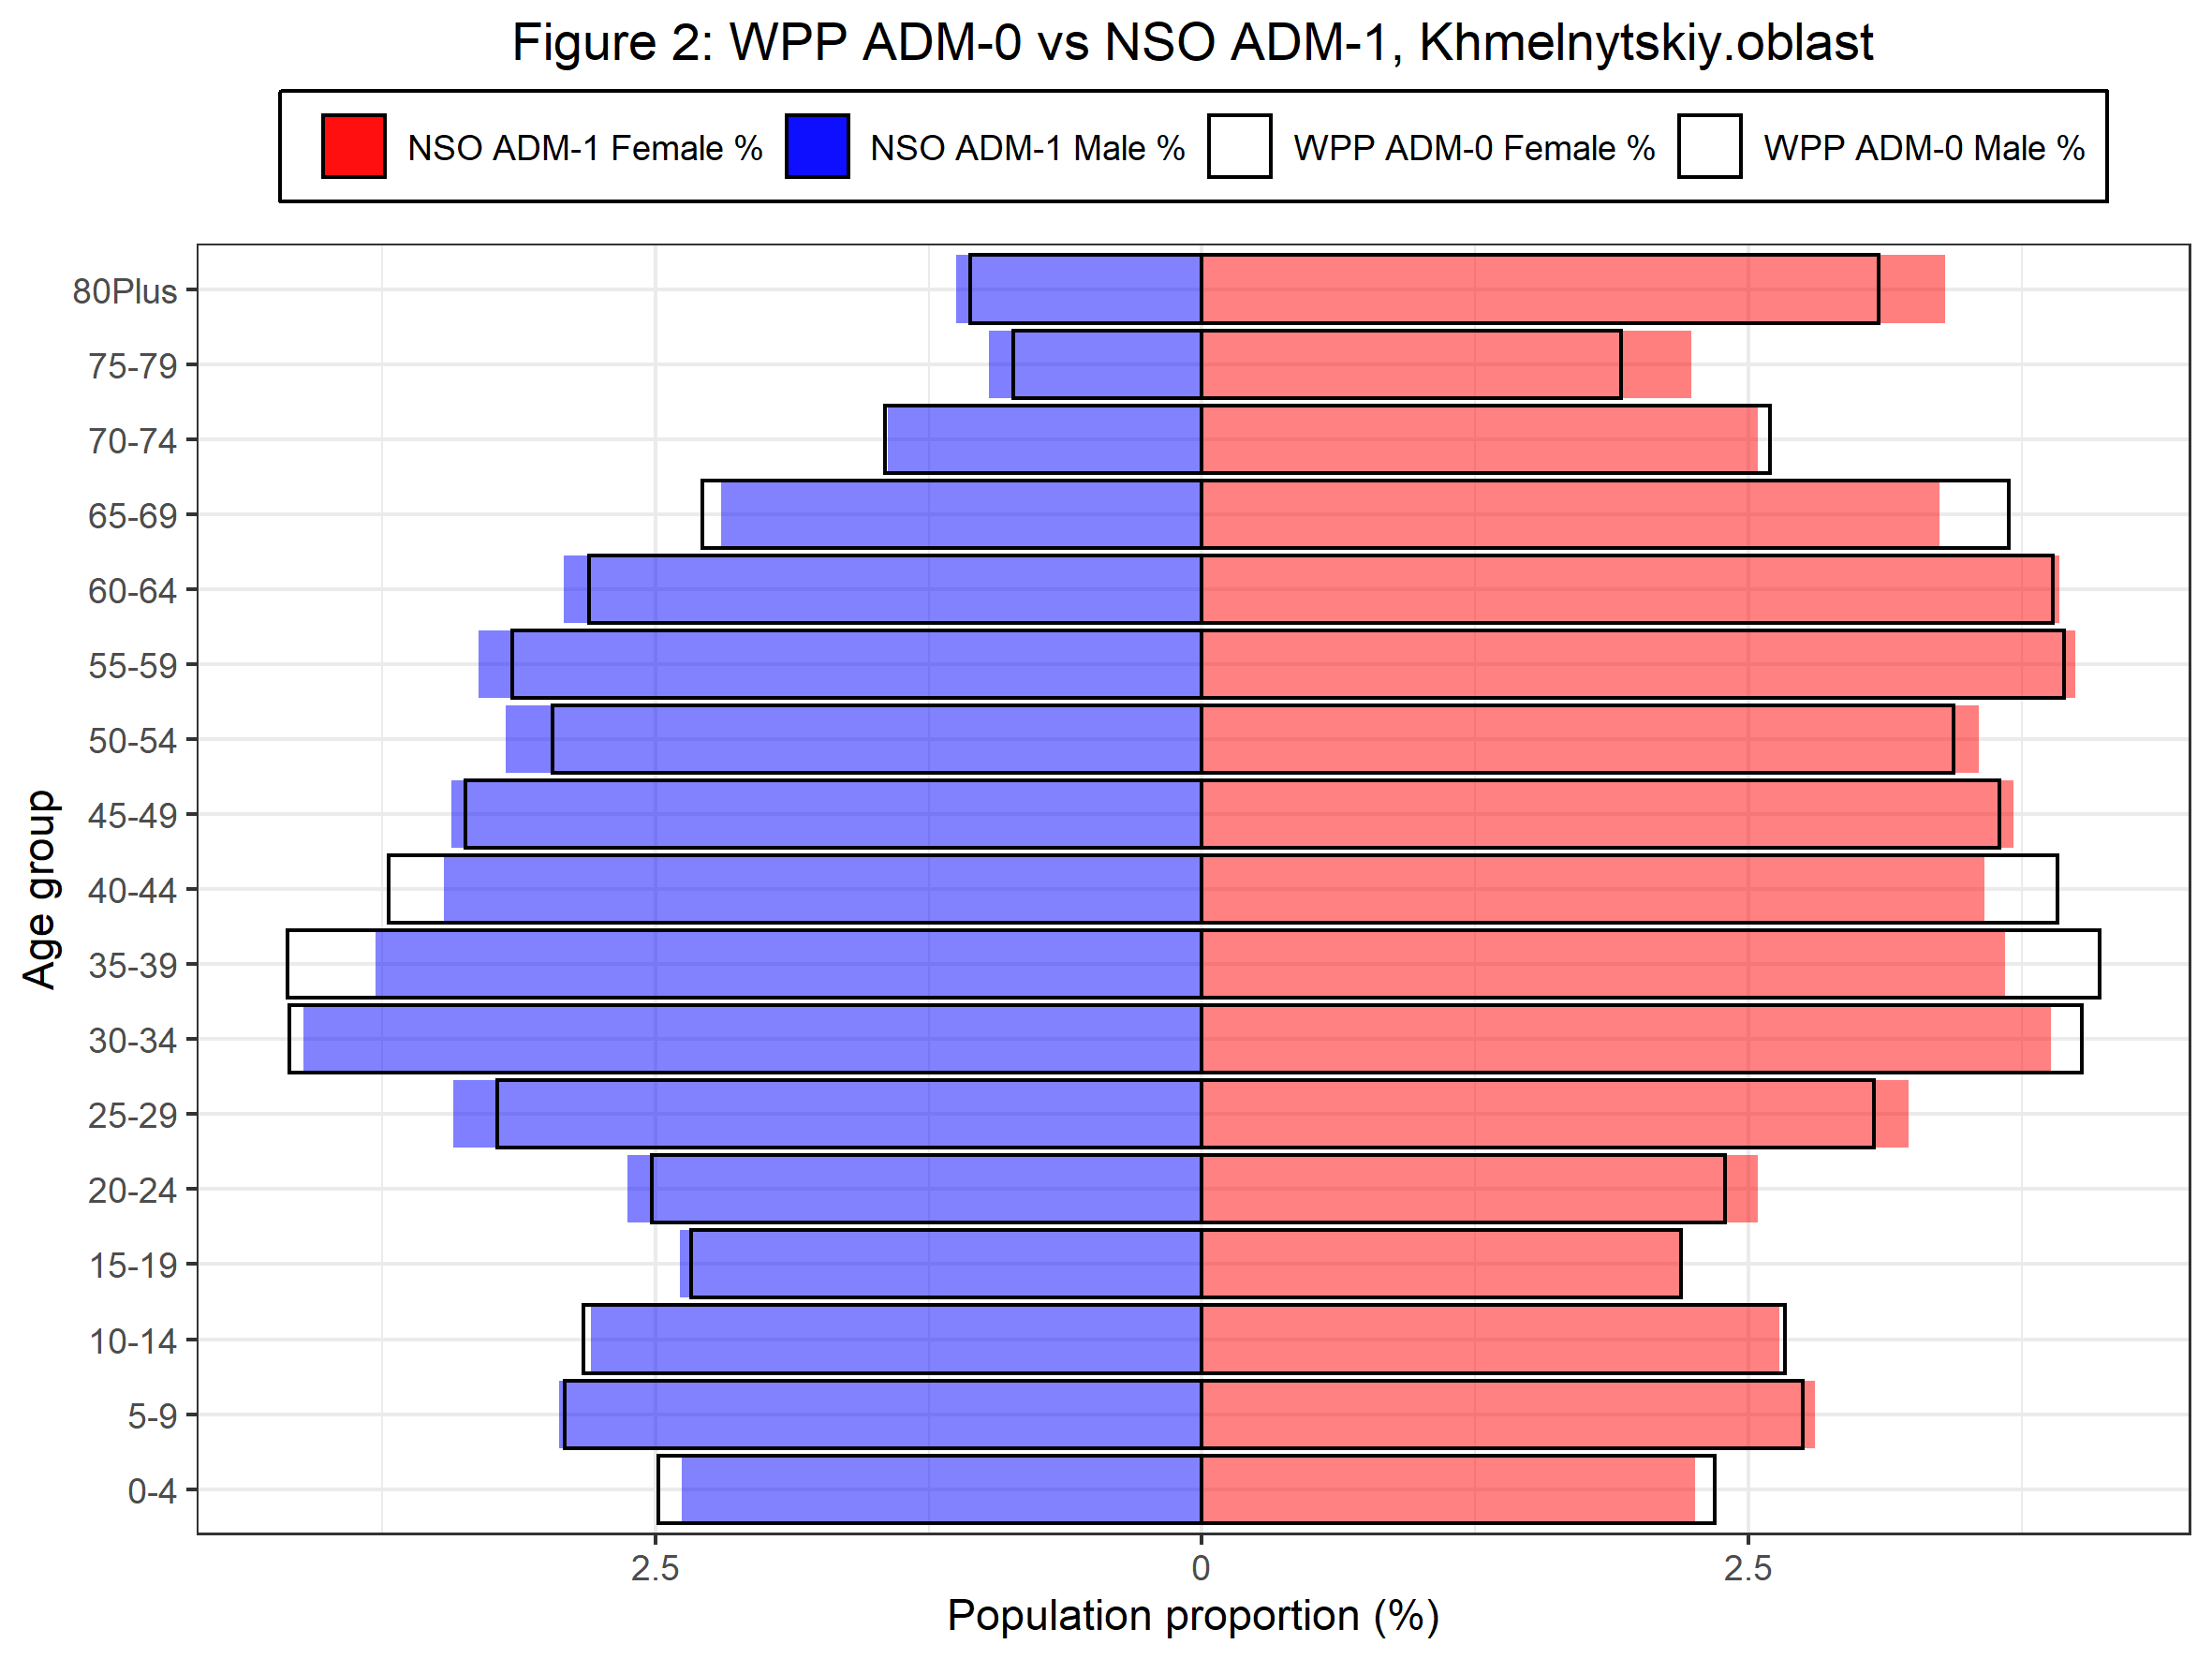 Figure 2: WPP ADM-0 vs NSO ADM-1, Khmelnytskiy.oblast
NSO ADM-1 Female % NSO ADM-1 Male % WPP ADM-0 Female % WPP ADM-0 Male %
Age group
80Plus
75-79
70-74
65-69
60-64
55-59
50-54
45-49
40-44
35-39
30-34
25-29
20-24
15-19
10-14
5-9
0-4
2.5 0 2.5
Population proportion (%)